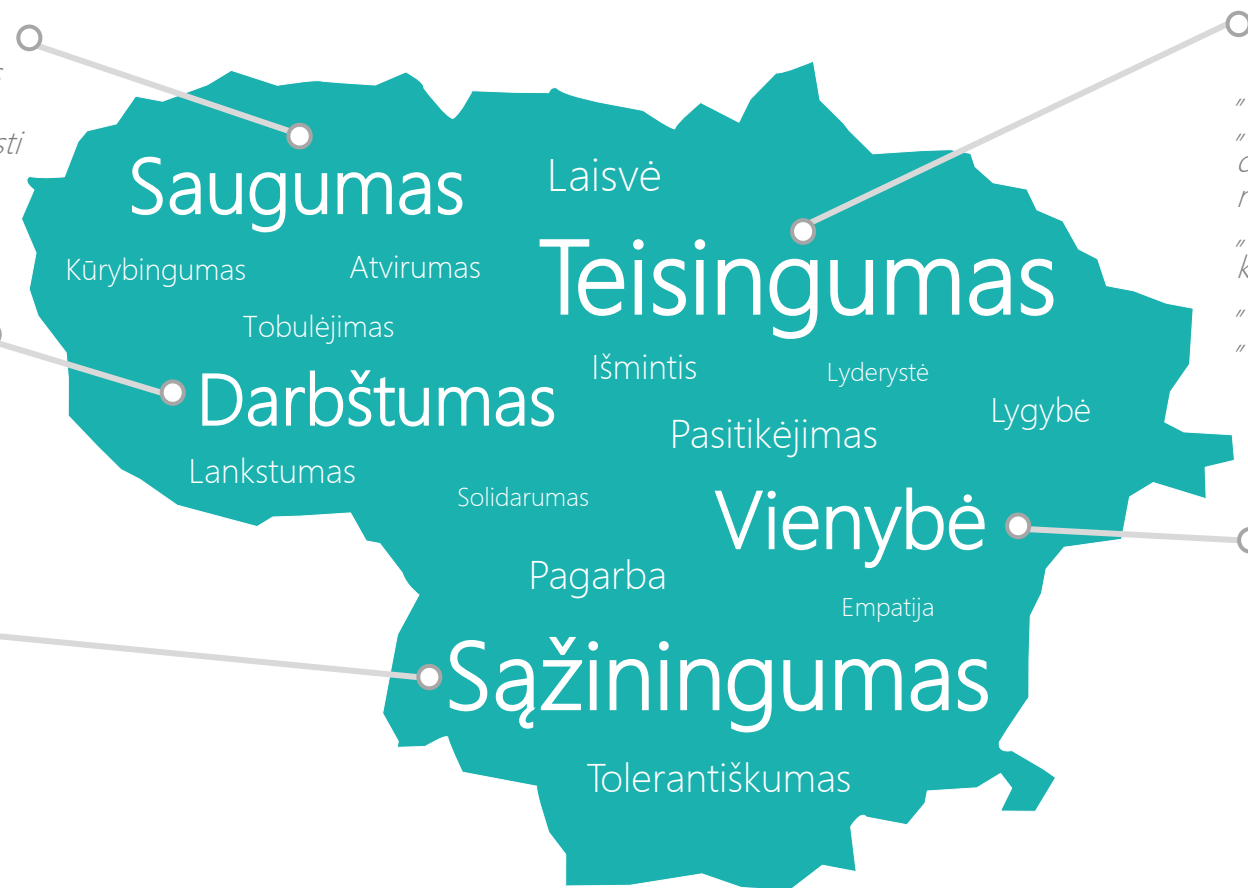 Saugumas
Laisvė
Teisingumas
Kūrybingumas
Atvirumas
Tobulėjimas
Išmintis
Lyderystė
Darbštumas
Lygybė
Pasitikėjimas
Lankstumas
Solidarumas
Vienybė
Pagarba
Empatija
Sąžiningumas
Tolerantiškumas